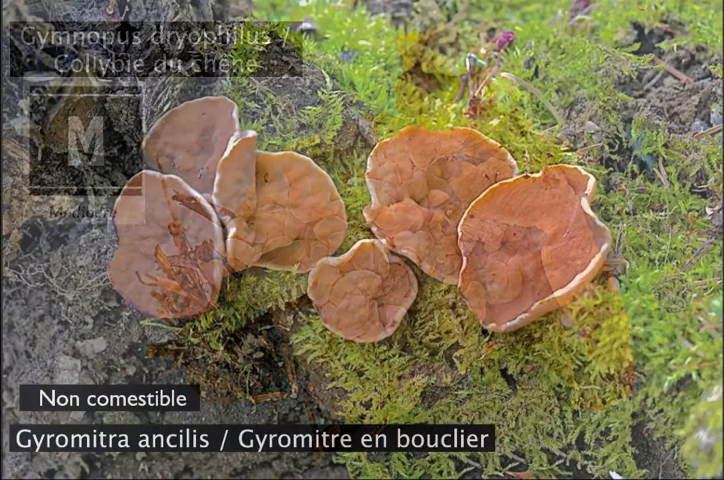 Gymnopus dryophilus /
Collybie du chêne
M
Non comestible
Gyromitra ancilis / Gyromitre en bouclier